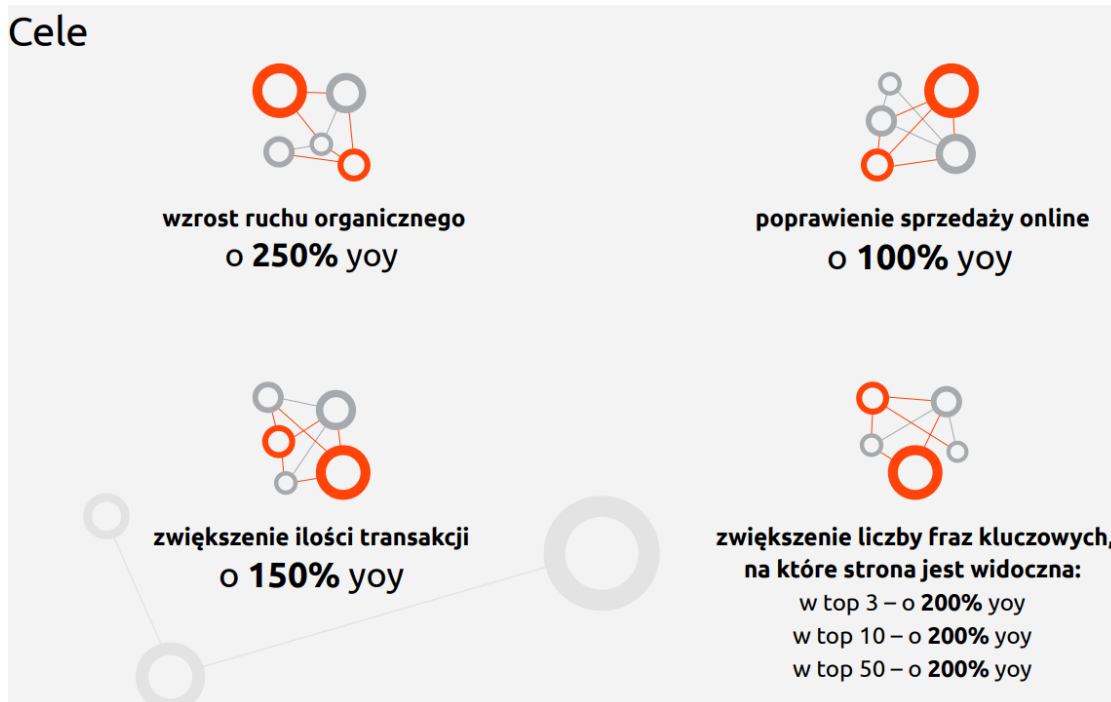 Cele
wzrost ruchu organicznego
o 250% yoy
poprawienie sprzedaży online
o 100% yoy
zwiększenie ilości transakcji
o 150% yoy
zwiększenie liczby fraz kluczowych,
na które strona jest widoczna:
w top 3 – o 200% yoy
w top 10 – o 200% yoy
w top 50 – o 200% yoy